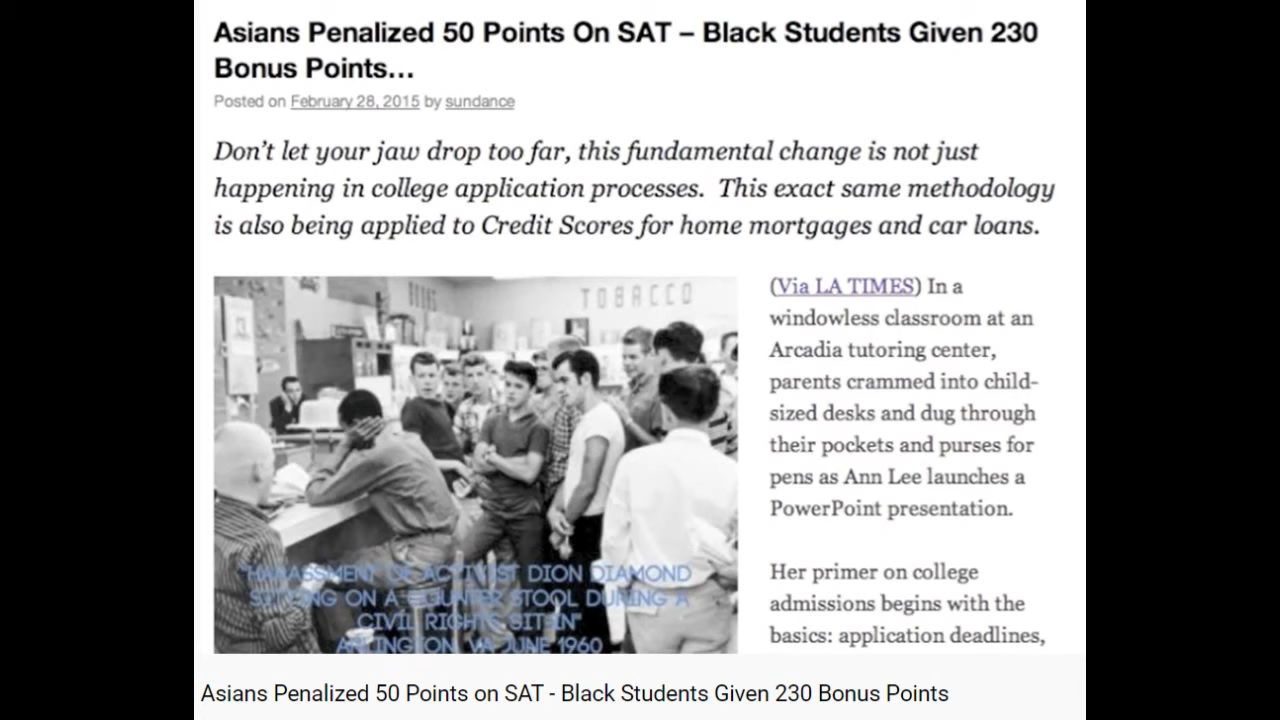 Asians Penalized 50 Points On SAT – Black Students Given 230
Bonus Points…
Posted on February 28, 2015 by sundance
Don’t let your jaw drop too far, this fundamental change is not just
happening in college application processes.  This exact same methodology
is also being applied to Credit Scores for home mortgages and car loans.
TOBACCO
"HARASSMENT OF ACTIVIST DION DIAMOND
SITTING ON A COUNTER STOOL DURING A
CIVIL RIGHTS SIT-IN"
ARLINGTON, VA JUNE 1960
(Via LA TIMES) In a
windowless classroom at an
Arcadia tutoring center,
parents crammed into child-
sized desks and dug through
their pockets and purses for
pens as Ann Lee launches a
PowerPoint presentation.
Her primer on college
admissions begins with the
basics: application deadlines,
Asians Penalized 50 Points on SAT - Black Students Given 230 Bonus Points